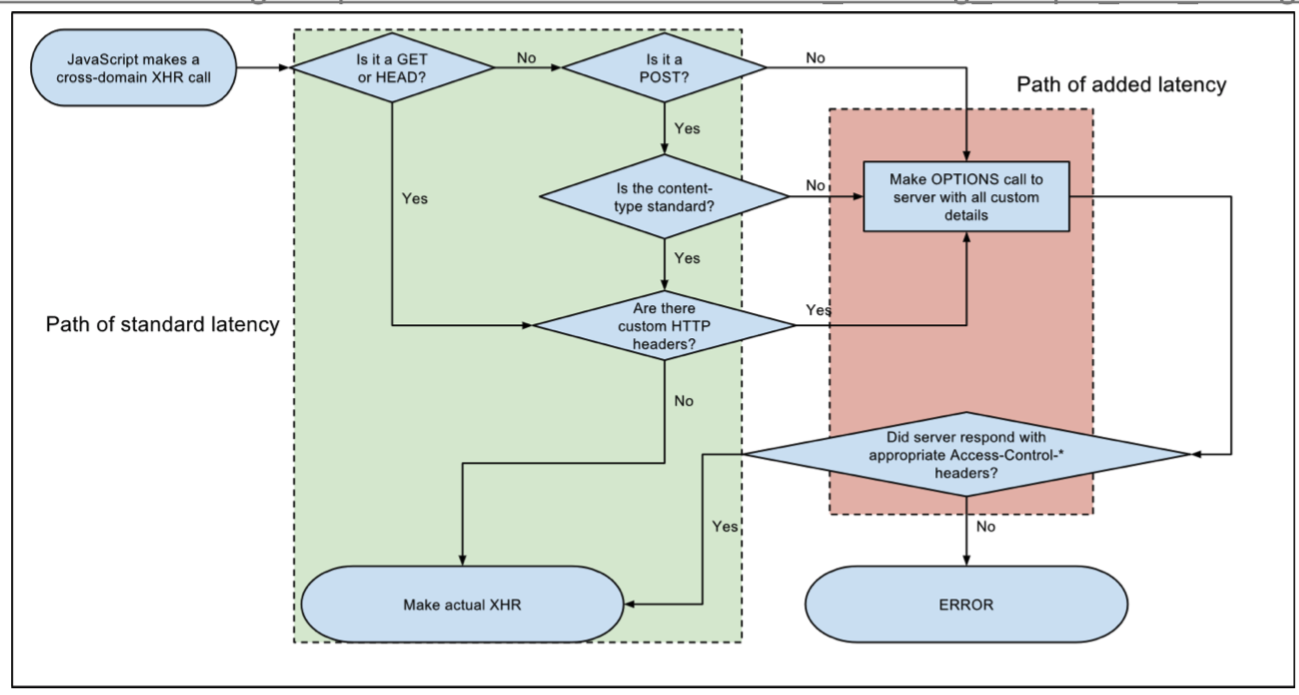 JavaScript makes a
cross-domain XHR call
Is it a GET
or HEAD?
No
Is it a
POST?
No
Path of added latency
Yes
Yes
Is the content-
type standard?
No
Make OPTIONS call to
server with all custom
details
Yes
Path of standard latency
Are there
custom HTTP
headers?
Yes
No
Did server respond with
appropriate Access-Control-*
headers?
Yes
No
Make actual XHR
ERROR